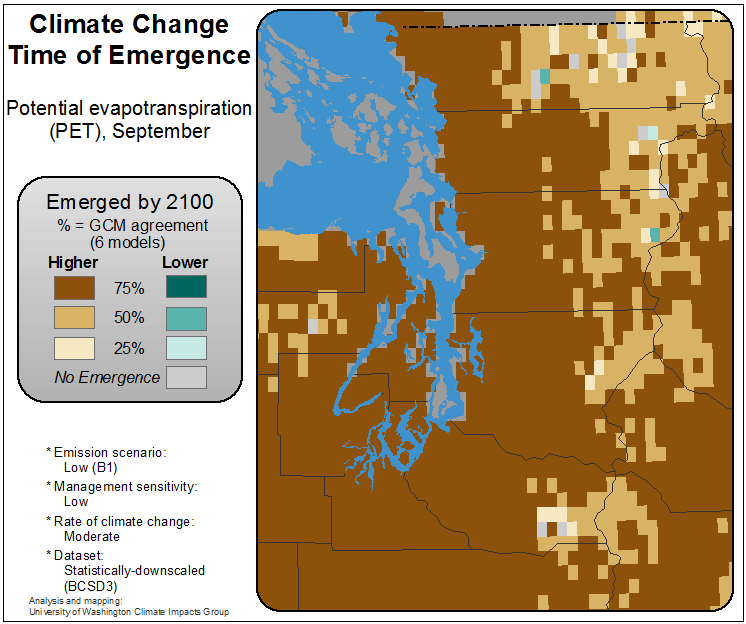 Climate Change
Time of Emergence
Potential evapotranspiration
(PET), September
Emerged by 2100
% = GCM agreement
(6 models)
Higher Lower
75%
50%
25%
No Emergence
* Emission scenario:
Low (B1)
* Management sensitivity:
Low
* Rate of climate change:
Moderate
* Dataset:
Statistically-downscaled
(BCSD3)
Analysis and mapping:
University of Washington Climate Impacts Group